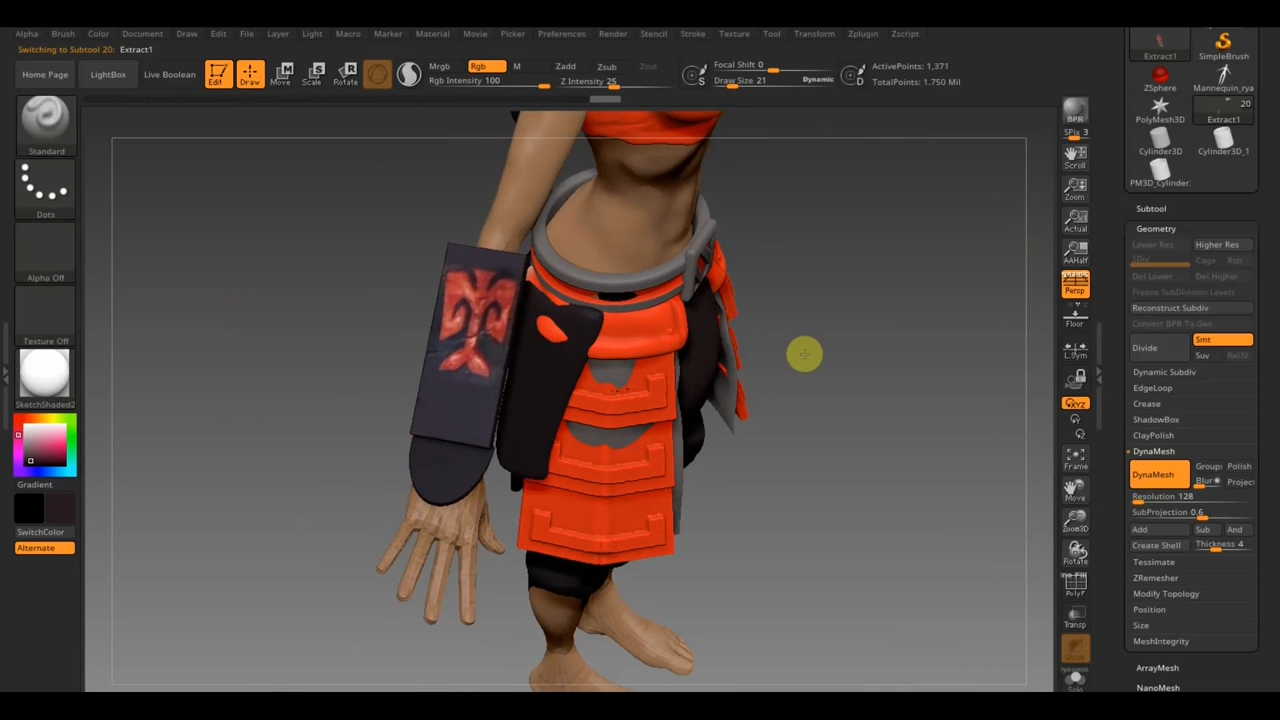 Alpha Brush Color Document Draw Edit File Layer Light Macro Marker Material Movie Picker Preferences Render Stencil Stroke Texture Tool Transform Zplugin Zscript
Switching to Subtool 20: Extract1
Home Page LightBox Live Boolean Edit Draw Move Scale Rotate
Mrgb Rgb M Zadd Zsub Zcut
Rgb Intensity 100 Z Intensity 25
Focal Shift 0
Draw Size 21 Dynamic
ActivePoints: 1,371
TotalPoints: 1.750 Mil
Standard
Dots
Alpha Off
Texture Off
SketchShaded2
Gradient
SwitchColor
Alternate
BPR
SPix 3
Scroll
Zoom
Actual
AAHalf
Persp
Floor
L.Sym
Frame
Move
Zoom3D
Rotate
PolyF
Transp
Solo
Extract1 SimpleBrush
ZSphere Mannequin_rya
20
PolyMesh3D Extract1
Cylinder3D Cylinder3D_1
PM3D_Cylinder:
Subtool
Geometry
Lower Res Higher Res
SDiv Cage Rstr
Del Lower Del Higher
Freeze SubDivision Levels
Reconstruct Subdiv
Convert BPR To Geo
Divide Smt
Suv ReUV
Dynamic Subdiv
EdgeLoop
Crease
ShadowBox
ClayPolish
DynaMesh
DynaMesh Groups Polish
Blur Project
Resolution 128
SubProjection 0.6
Add Sub And
Create Shell Thickness 4
Tessimate
ZRemesher
Modify Topology
Position
Size
MeshIntegrity
ArrayMesh
NanoMesh